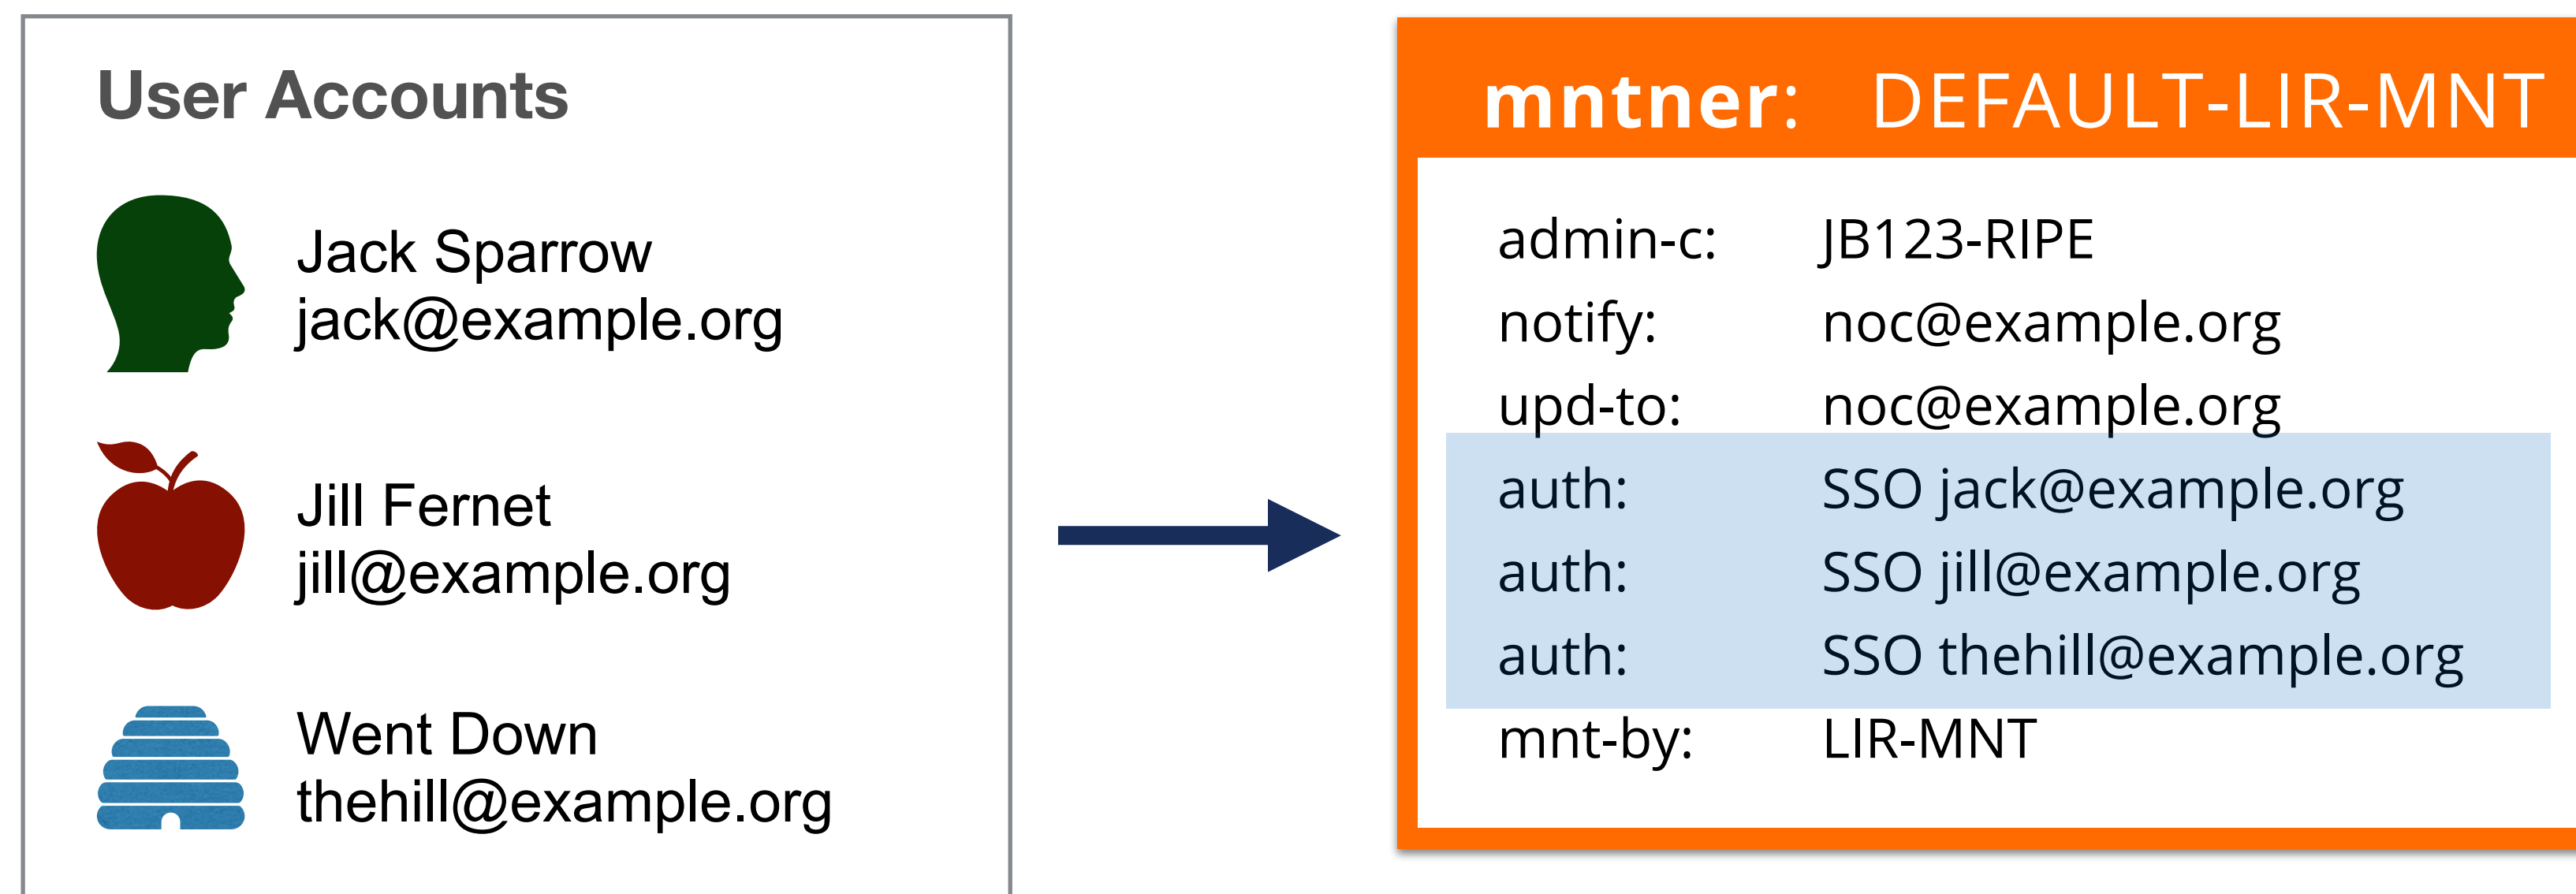 User Accounts
Jack Sparrow
jack@example.org
Jill Fernet
jill@example.org
Went Down
thehill@example.org
mntner: DEFAULT-LIR-MNT
admin-c: JB123-RIPE
notify: noc@example.org
upd-to: noc@example.org
auth: SSO jack@example.org
auth: SSO jill@example.org
auth: SSO thehill@example.org
mnt-by: LIR-MNT